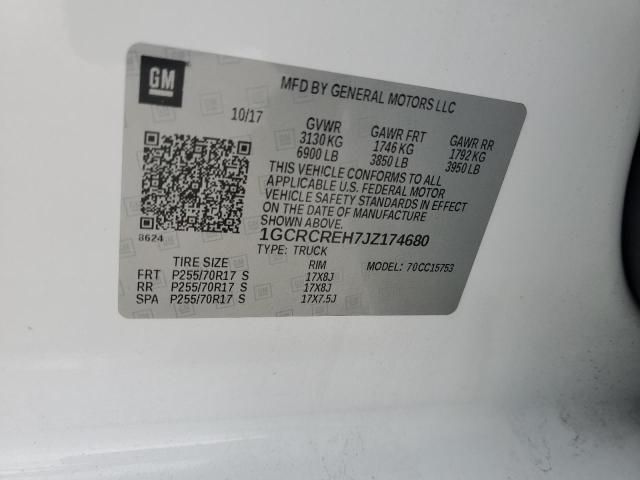 GM
MFD BY GENERAL MOTORS LLC
10/17
GVWR GAWR FRT GAWR RR
3130 KG 1746 KG 1792 KG
6900 LB 3850 LB 3950 LB
THIS VEHICLE CONFORMS TO ALL
APPLICABLE U.S. FEDERAL MOTOR
VEHICLE STANDARDS IN EFFECT
ON THE DATE OF MANUFACTURE
SHOWN ABOVE.
1GCRCREH7JZ174680
8624
TYPE: TRUCK
MODEL: 70CC15753
TIRE SIZE RIM
FRT P255/70R17 S 17X8J
RR P255/70R17 S 17X8J
SPA P255/70R17 S 17X7.5J